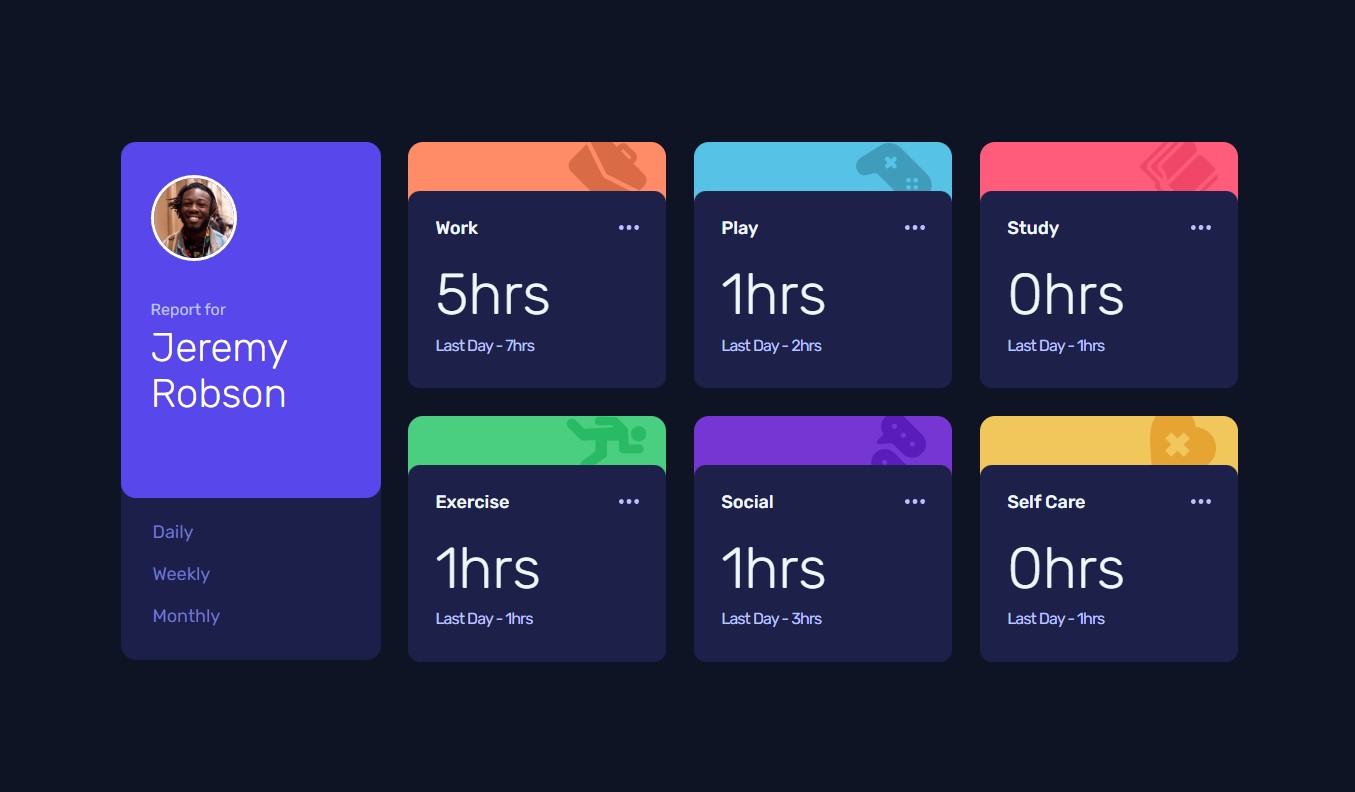 Report for
Jeremy
Robson
Daily
Weekly
Monthly
Work
5hrs
Last Day - 7hrs
Play
1hrs
Last Day - 2hrs
Study
0hrs
Last Day - 1hrs
Exercise
1hrs
Last Day - 1hrs
Social
1hrs
Last Day - 3hrs
Self Care
0hrs
Last Day - 1hrs